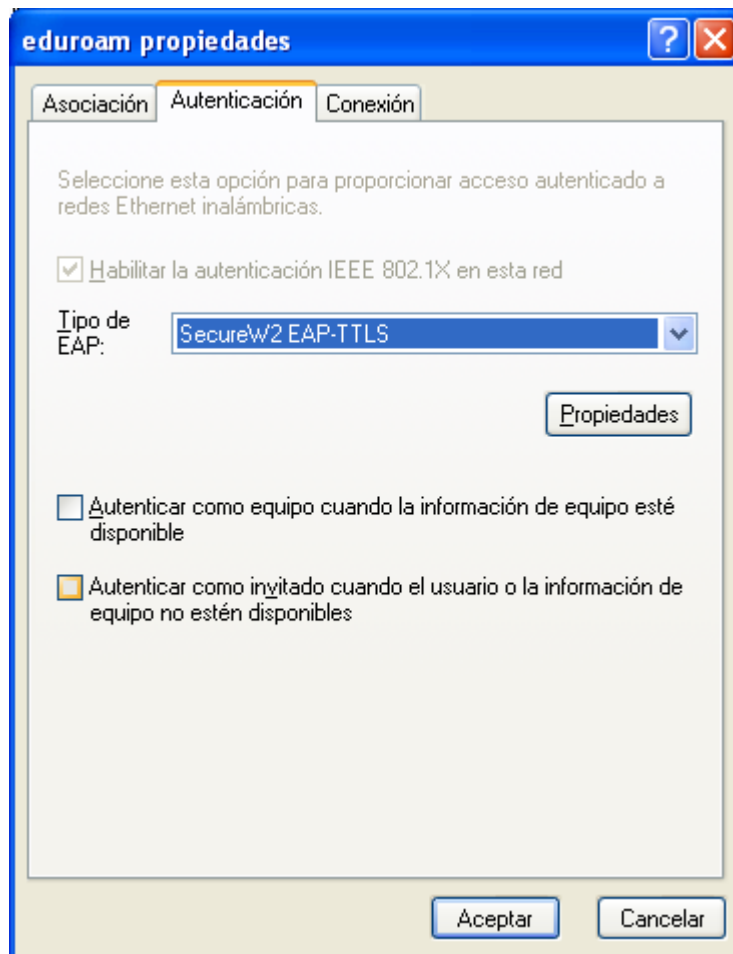 eduroam propiedades
Asociación Autenticación Conexión
Seleccione esta opción para proporcionar acceso autenticado a
redes Ethernet inalámbricas.
Habilitar la autenticación IEEE 802.1X en esta red
Tipo de
EAP:
SecureW2 EAP-TTLS
Propiedades
Autenticar como equipo cuando la información de equipo esté
disponible
Autenticar como invitado cuando el usuario o la información de
equipo no estén disponibles
Aceptar Cancelar